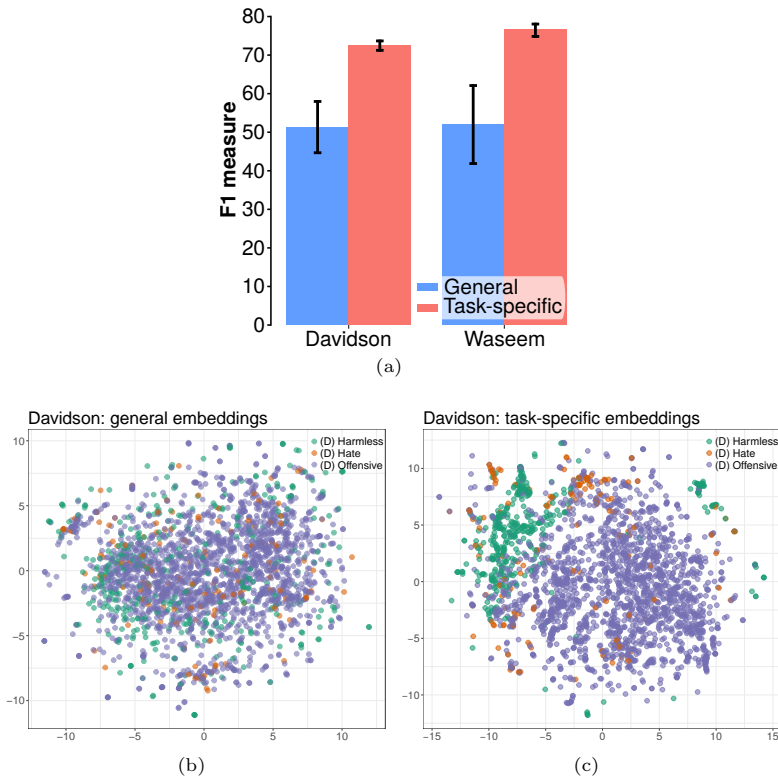 80
70
60
50
40
30
20
10
0
F1 measure
General
Task-specific
Davidson Waseem
(a)
Davidson: general embeddings
(D) Harmless
(D) Hate
(D) Offensive
10
5
0
−5
−10
−10 −5 0 5 10
(b)
Davidson: task-specific embeddings
(D) Harmless
(D) Hate
(D) Offensive
10
5
0
−5
−10
−15 −10 −5 0 5 10 15
(c)